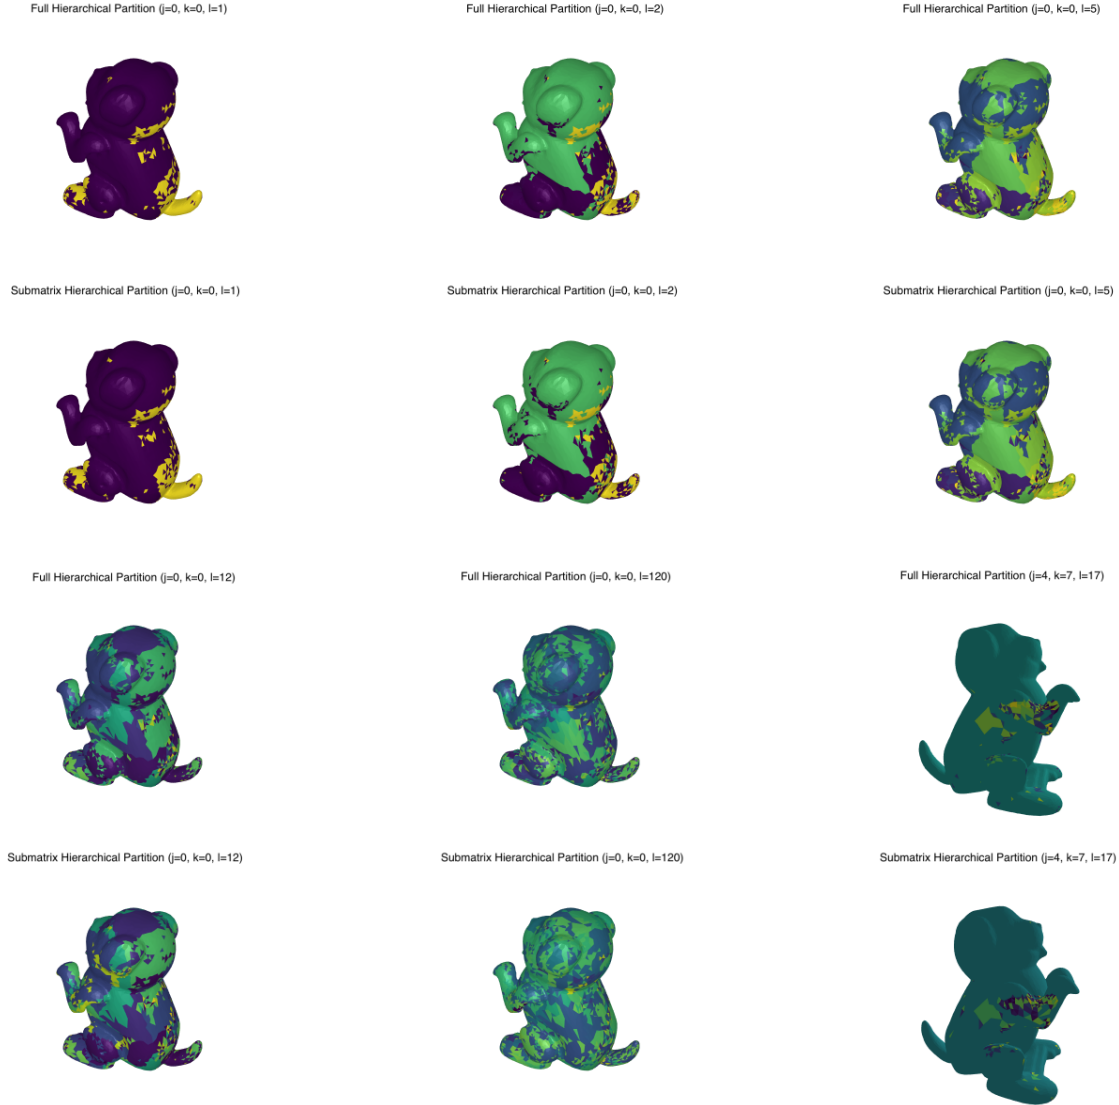 Full Hierarchical Partition (j=0, k=0, l=1)
Full Hierarchical Partition (j=0, k=0, l=2)
Full Hierarchical Partition (j=0, k=0, l=5)
Submatrix Hierarchical Partition (j=0, k=0, l=1)
Submatrix Hierarchical Partition (j=0, k=0, l=2)
Submatrix Hierarchical Partition (j=0, k=0, l=5)
Full Hierarchical Partition (j=0, k=0, l=12)
Full Hierarchical Partition (j=0, k=0, l=120)
Full Hierarchical Partition (j=4, k=7, l=17)
Submatrix Hierarchical Partition (j=0, k=0, l=12)
Submatrix Hierarchical Partition (j=0, k=0, l=120)
Submatrix Hierarchical Partition (j=4, k=7, l=17)